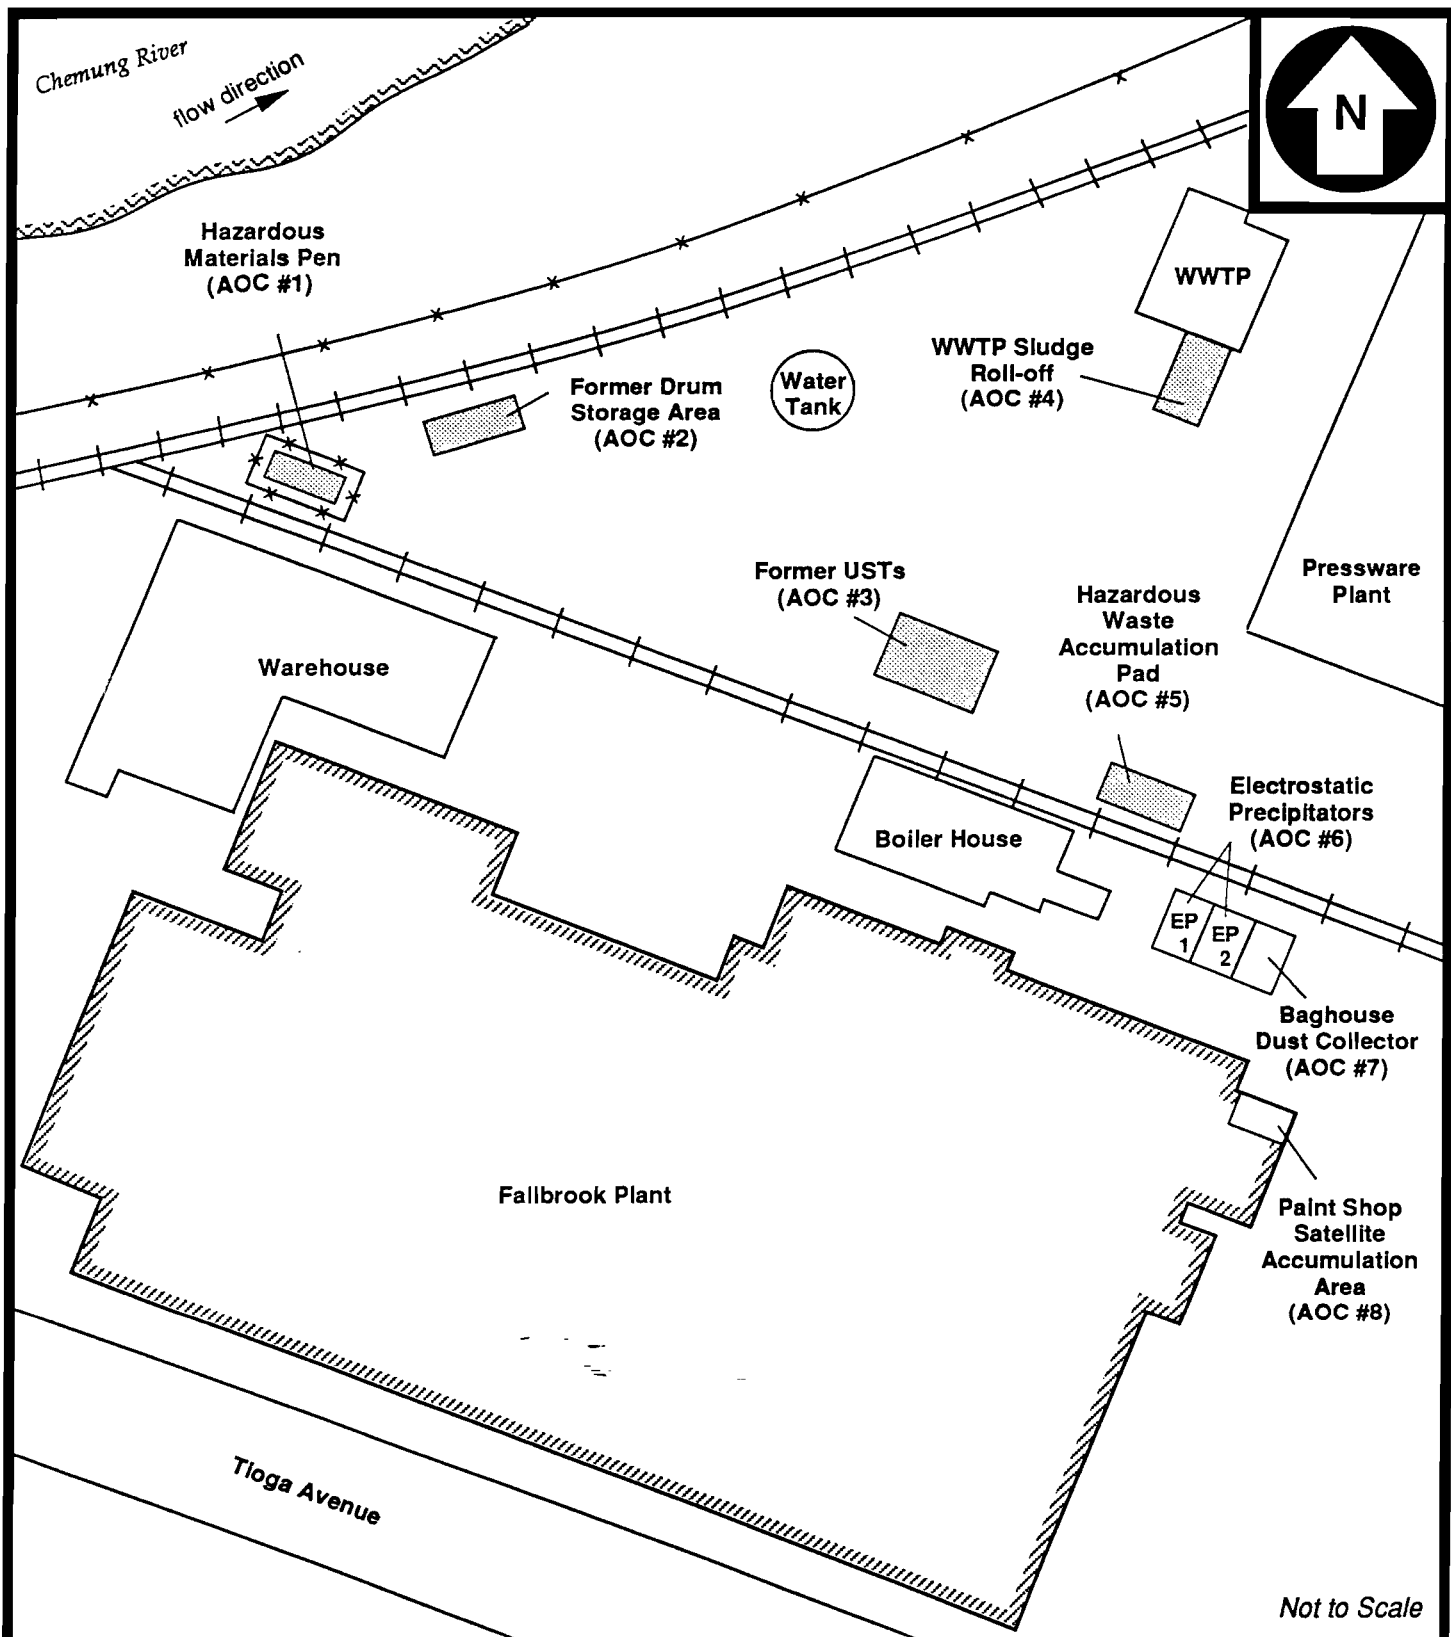 Chemung River
flow direction
N
Hazardous
Materials Pen
(AOC #1)
WWTP
WWTP Sludge
Roll-off
(AOC #4)
Former Drum
Storage Area
(AOC #2)
Water
Tank
Former USTs
(AOC #3)
Pressware
Plant
Hazardous
Waste
Accumulation
Pad
(AOC #5)
Warehouse
Electrostatic
Precipitators
(AOC #6)
Boiler House
EP
1
EP
2
Baghouse
Dust Collector
(AOC #7)
Fallbrook Plant
Paint Shop
Satellite
Accumulation
Area
(AOC #8)
Tioga Avenue
Not to Scale